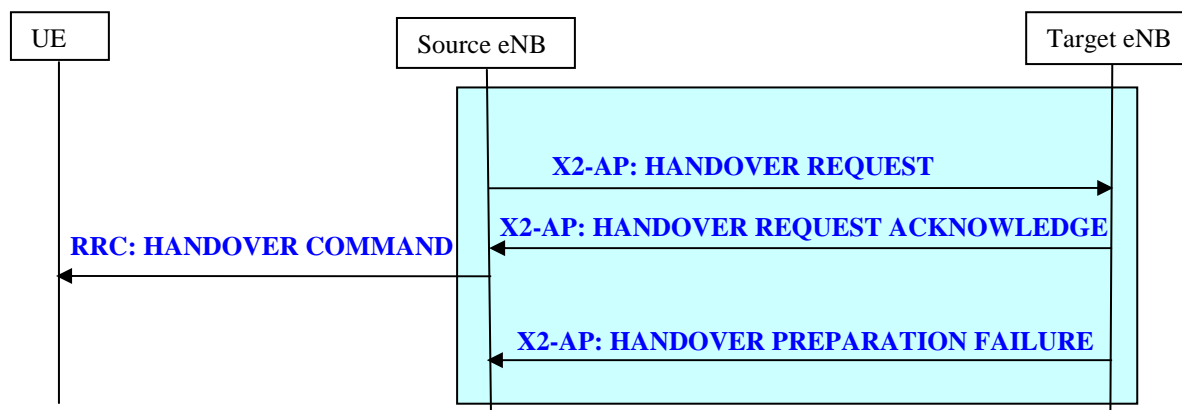 UE
Source eNB
Target eNB
X2-AP: HANDOVER REQUEST
X2-AP: HANDOVER REQUEST ACKNOWLEDGE
RRC: HANDOVER COMMAND
X2-AP: HANDOVER PREPARATION FAILURE